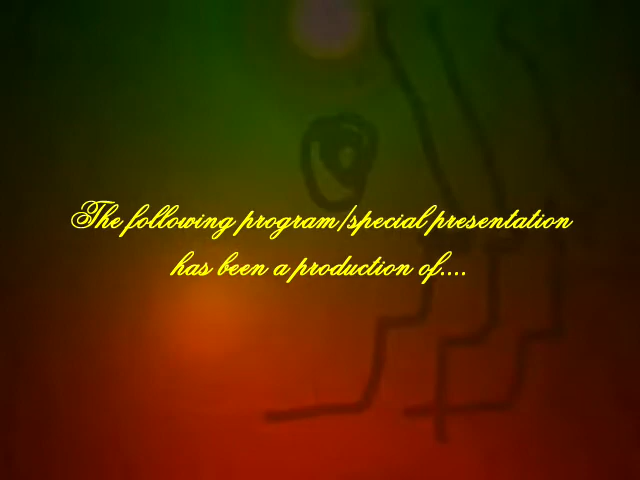 The following program/special presentation
has been a production of....